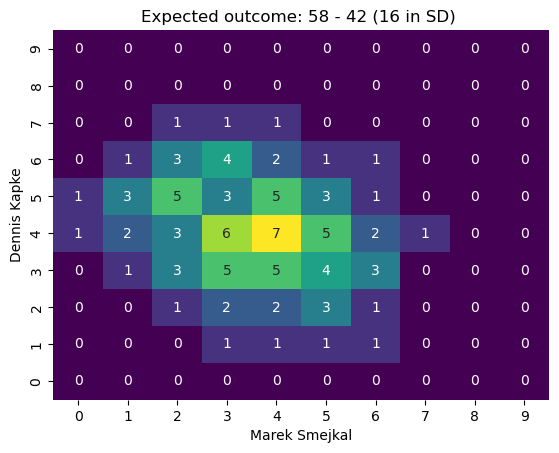 Expected outcome: 58 - 42 (16 in SD)
Dennis Kapke
9 0 0 0 0 0 0 0 0 0 0
8 0 0 0 0 0 0 0 0 0 0
7 0 0 1 1 1 0 0 0 0 0
6 0 1 3 4 2 1 1 0 0 0
5 1 3 5 3 5 3 1 0 0 0
4 1 2 3 6 7 5 2 1 0 0
3 0 1 3 5 5 4 3 0 0 0
2 0 0 1 2 2 3 1 0 0 0
1 0 0 0 1 1 1 1 0 0 0
0 0 0 0 0 0 0 0 0 0 0
0 1 2 3 4 5 6 7 8 9
Marek Smejkal